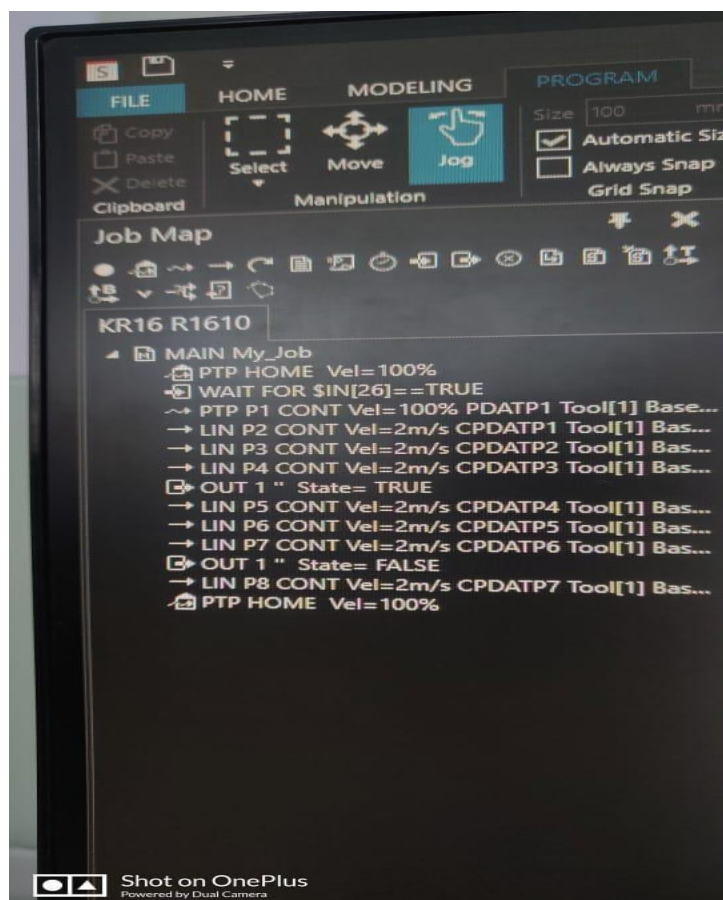 S
FILE HOME MODELING PROGRAM
Copy
Paste
Delete
Clipboard
Select Move Jog
Manipulation
Size 100 mm
Automatic Siz
Always Snap
Grid Snap
Job Map
KR16 R1610
MAIN My_Job
PTP HOME Vel=100%
WAIT FOR $IN[26]==TRUE
PTP P1 CONT Vel=100% PDATP1 Tool[1] Base...
LIN P2 CONT Vel=2m/s CPDATP1 Tool[1] Bas...
LIN P3 CONT Vel=2m/s CPDATP2 Tool[1] Bas...
LIN P4 CONT Vel=2m/s CPDATP3 Tool[1] Bas...
OUT 1 '' State= TRUE
LIN P5 CONT Vel=2m/s CPDATP4 Tool[1] Bas...
LIN P6 CONT Vel=2m/s CPDATP5 Tool[1] Bas...
LIN P7 CONT Vel=2m/s CPDATP6 Tool[1] Bas...
OUT 1 '' State= FALSE
LIN P8 CONT Vel=2m/s CPDATP7 Tool[1] Bas...
PTP HOME Vel=100%
Shot on OnePlus
Powered by Dual Camera